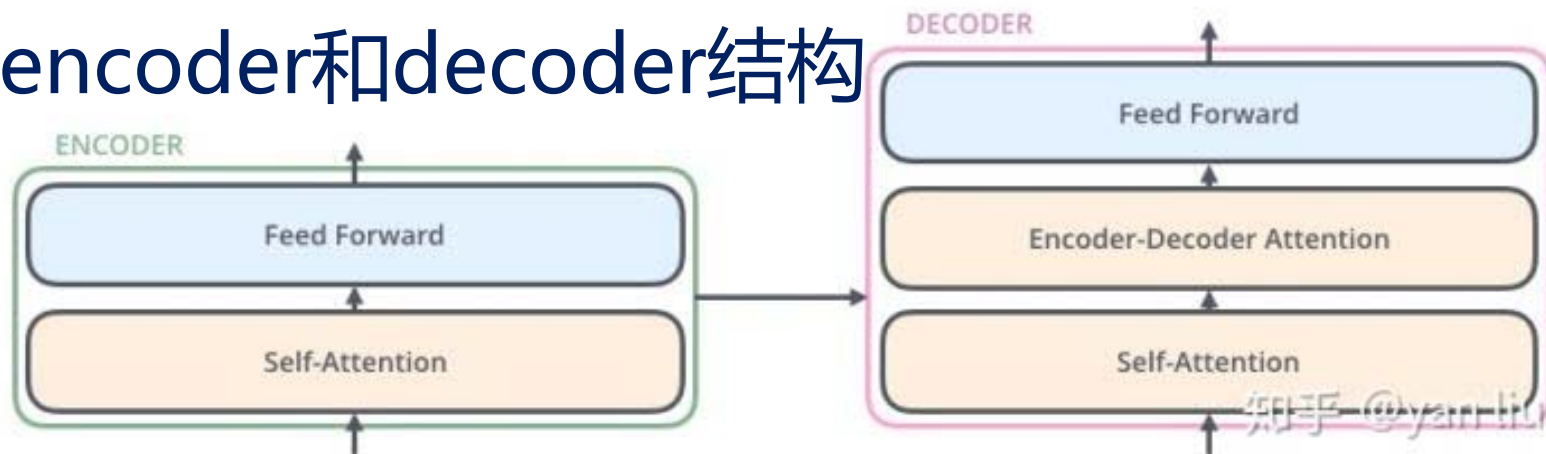 encoder和decoder结构
ENCODER
Feed Forward
Self-Attention
DECODER
Feed Forward
Encoder-Decoder Attention
Self-Attention
知乎 @yan liu